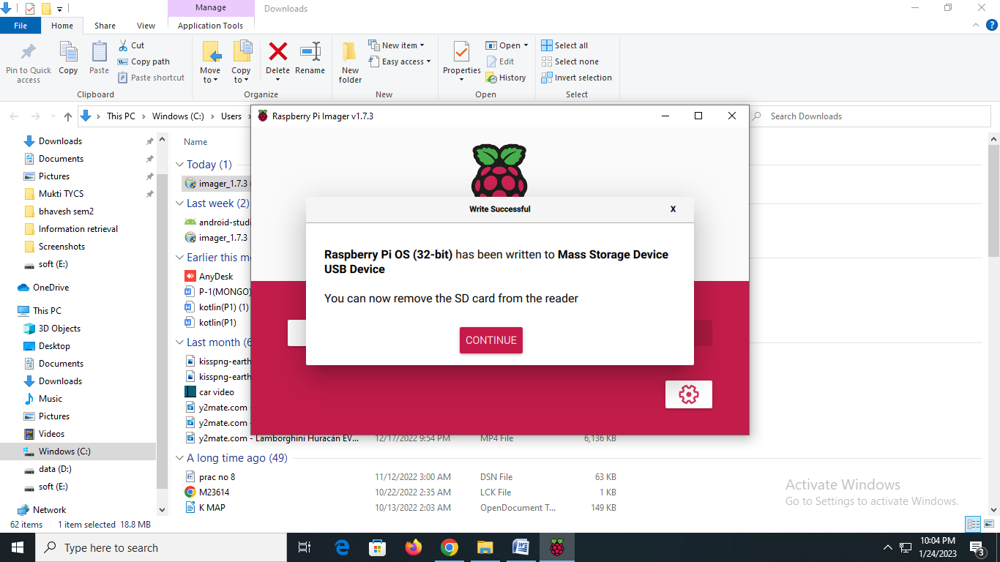 Manage
Downloads
File
Home
Share
View
Application Tools
Pin to Quick
access
Copy
Paste
Cut
Copy path
Paste shortcut
Clipboard
Move
to
Copy
to
Delete
Rename
Organize
New
folder
New item
Easy access
New
Properties
Open
Edit
History
Open
Select all
Select none
Invert selection
Select
This PC
Windows (C:)
Users
Search Downloads
Raspberry Pi Imager v1.7.3
Downloads
Documents
Pictures
Mukti TYCS
bhavesh sem2
Information retrieval
Screenshots
soft (E:)
OneDrive
This PC
3D Objects
Desktop
Documents
Downloads
Music
Pictures
Videos
Windows (C:)
data (D:)
soft (E:)
Network
Name
Today (1)
imager_1.7.3
Last week (2)
android-studi
imager_1.7.3
Earlier this m
AnyDesk
P-1(MONGO)
kotlin(P1) (1)
kotlin(P1)
Last month (6
kisspng-earth
kisspng-earth
car video
y2mate.com -
y2mate.com -
y2mate.com - Lamborghini Huracán EV... 12/17/2022 9:54 PM MP4 File 6,136 KB
A long time ago (49)
prac no 8 11/12/2022 3:00 AM DSN File 63 KB
M23614 10/22/2022 2:35 AM LCK File 1 KB
K MAP 10/13/2022 2:03 AM OpenDocument T... 149 KB
Write Successful
X
Raspberry Pi OS (32-bit) has been written to Mass Storage Device
USB Device
You can now remove the SD card from the reader
CONTINUE
Activate Windows
Go to Settings to activate Windows.
62 items 1 item selected 18.8 MB
Type here to search
10:04 PM
1/24/2023
3